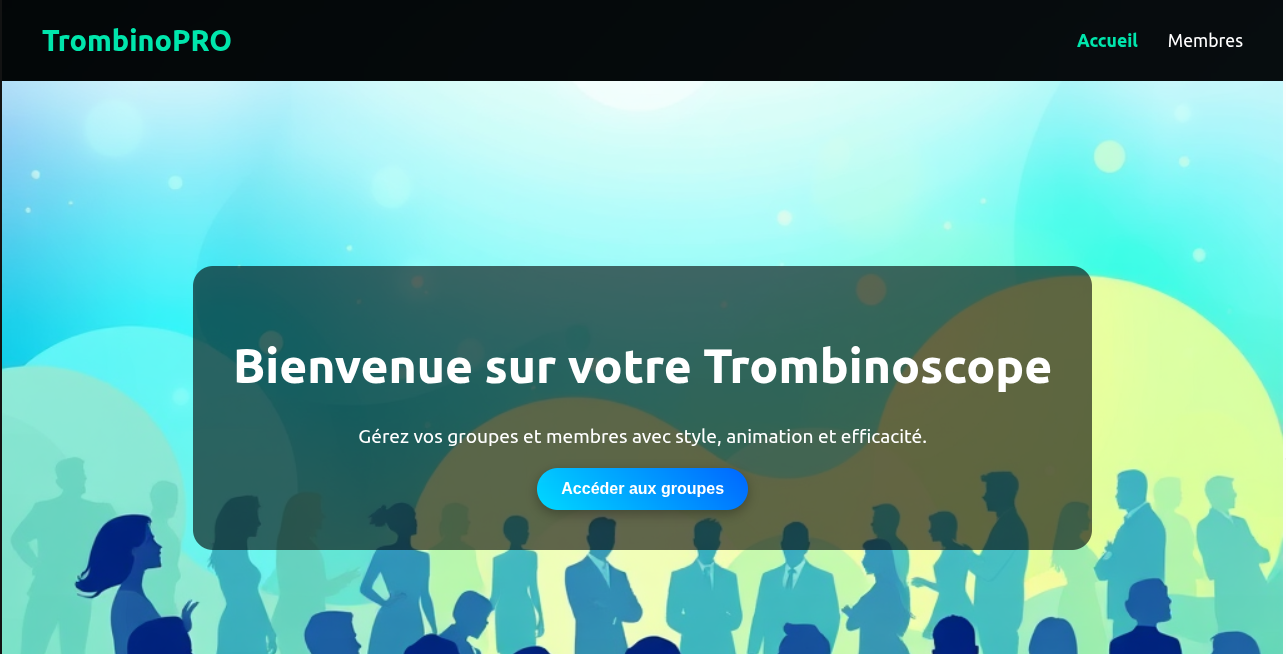 TrombinoPRO
Accueil Membres
Bienvenue sur votre Trombinoscope
Gérez vos groupes et membres avec style, animation et efficacité.
Accéder aux groupes